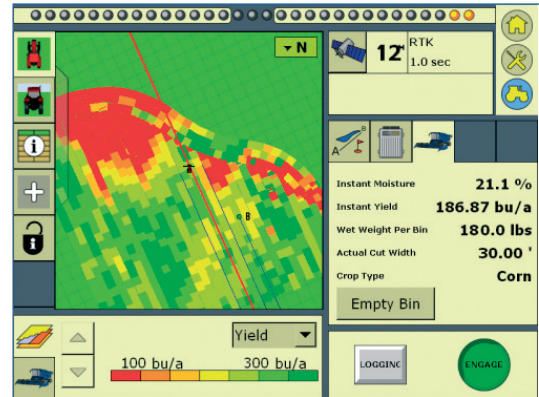 N
12
RTK
1.0 sec
A B
Instant Moisture 21.1 %
Instant Yield 186.87 bu/a
Wet Weight Per Bin 180.0 lbs
Actual Cut Width 30.00 '
Crop Type Corn
Empty Bin
B
Yield
100 bu/a 300 bu/a
LOGGING
ENGAGE